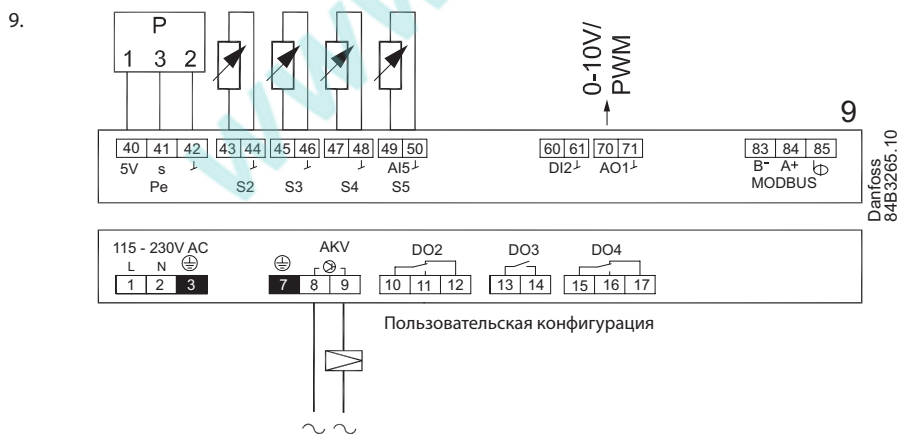 9.
P
1 3 2
0-10V/
PWM
9
40 41 42 43 44 45 46 47 48 49 50 60 61 70 71 83 84 85
5V s AI5 DI2 AO1 B- A+
Pe S2 S3 S4 S5 MODBUS
Danfoss
84B3265.10
115 - 230V AC AKV DO2 DO3 DO4
L N
1 2 3 7 8 9 10 11 12 13 14 15 16 17
Пользовательская конфигурация